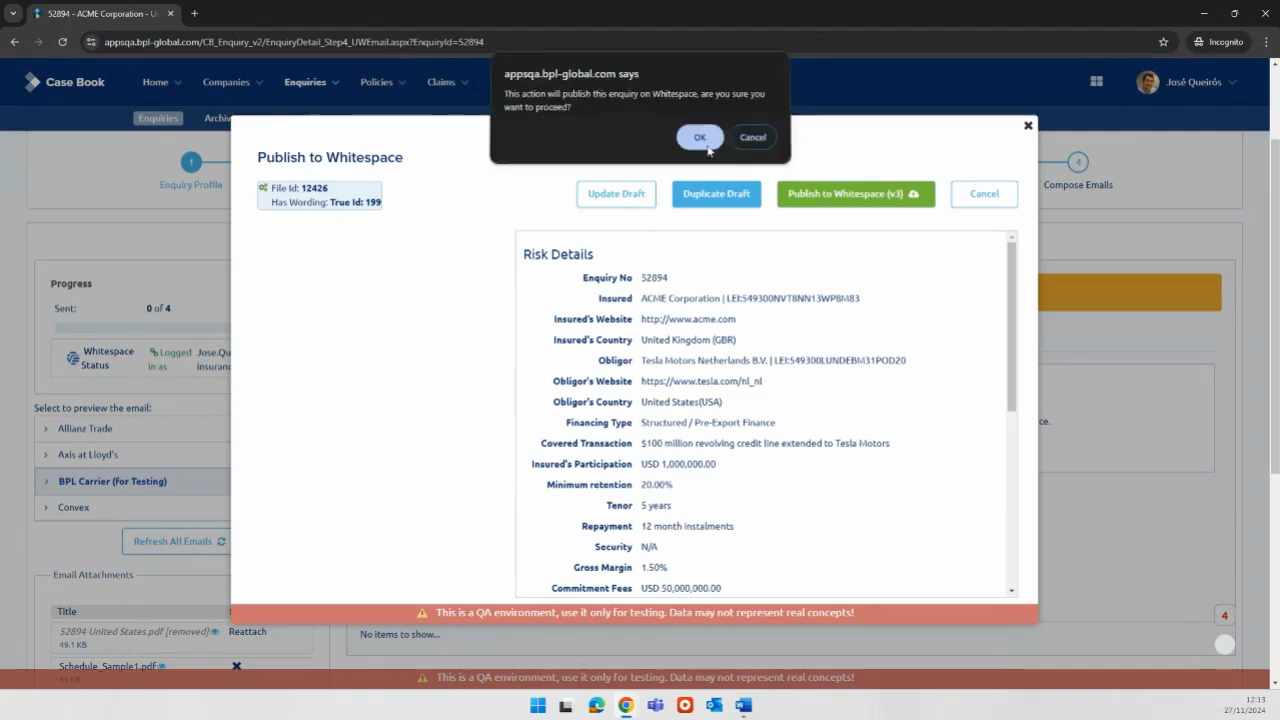 52894 - ACME Corporation | U-
appsqa.bpl-global.com/CB_Enquiry_v2/EnquiryDetail_Step4_UWEmail.aspx?EnquiryId=52894
Incognito
Case Book
Home
Companies
Enquiries
Policies
Claims
José Queirós
appsqa.bpl-global.com says
This action will publish this enquiry on Whitespace, are you sure you
want to proceed?
OK
Cancel
Enquiries
Archiv
1
Enquiry Profile
4
Compose Emails
Publish to Whitespace
File Id: 12426
Has Wording: True Id: 199
Update Draft
Duplicate Draft
Publish to Whitespace (v3)
Cancel
Progress
Sent:
0 of 4
Whitespace
Status
Logged
in as
Jose.Qu
insuranc
Select to preview the email:
Allianz Trade
Axis at Lloyd's
BPL Carrier (For Testing)
Convex
Refresh All Emails
Email Attachments
Title
52894-United States.pdf [removed]
Reattach
49.1 KB
Schedule_Sample1.pdf
Risk Details
Enquiry No 52894
Insured ACME Corporation | LEI:549300NVT8NN13WP8M83
Insured's Website http://www.acme.com
Insured's Country United Kingdom (GBR)
Obligor Tesla Motors Netherlands B.V. | LEI:549300LUNDEBM31POD20
Obligor's Website https://www.tesla.com/nl_nl
Obligor's Country United States(USA)
Financing Type Structured / Pre-Export Finance
Covered Transaction $100 million revolving credit line extended to Tesla Motors
Insured's Participation USD 1,000,000.00
Minimum retention 20.00%
Tenor 5 years
Repayment 12 month instalments
Security N/A
Gross Margin 1.50%
Commitment Fees USD 50,000,000.00
ce.
This is a QA environment, use it only for testing. Data may not represent real concepts!
4
No items to show...
This is a QA environment, use it only for testing. Data may not represent real concepts!
12:13
27/11/2024